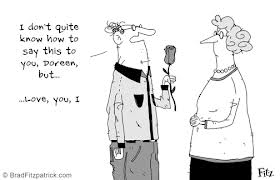 I don't quite
know how to
say this to
you, Doreen,
but...
...Love, you, I
Fitz
© BradFitzpatrick.com